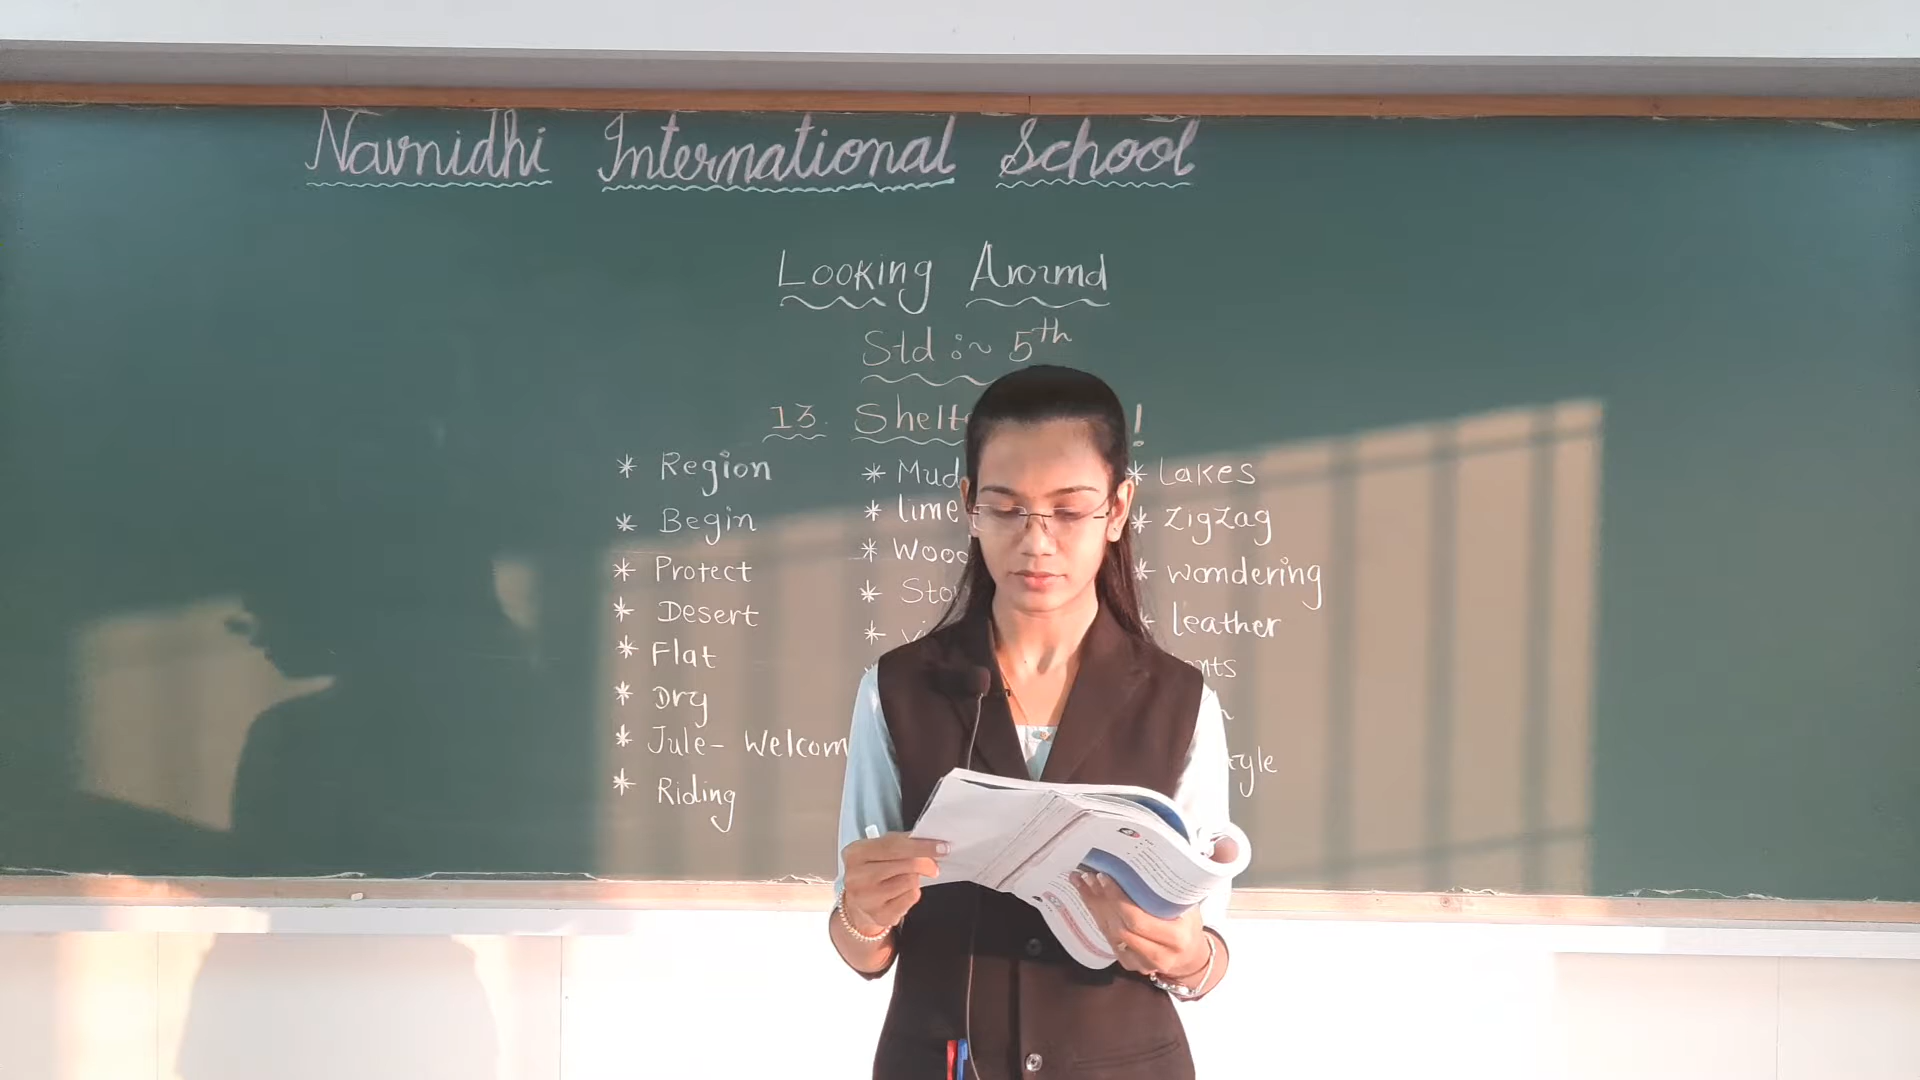 Navnidhi International School
Looking Around
Std :~ 5th
13. Shelt !
* Region
* Begin
* Protect
* Desert
* Flat
* Dry
* Jule- Welcom
* Riding
* Mud
* lime
* Wood
* Sto
* Lakes
* ZigZag
* wondering
* leather